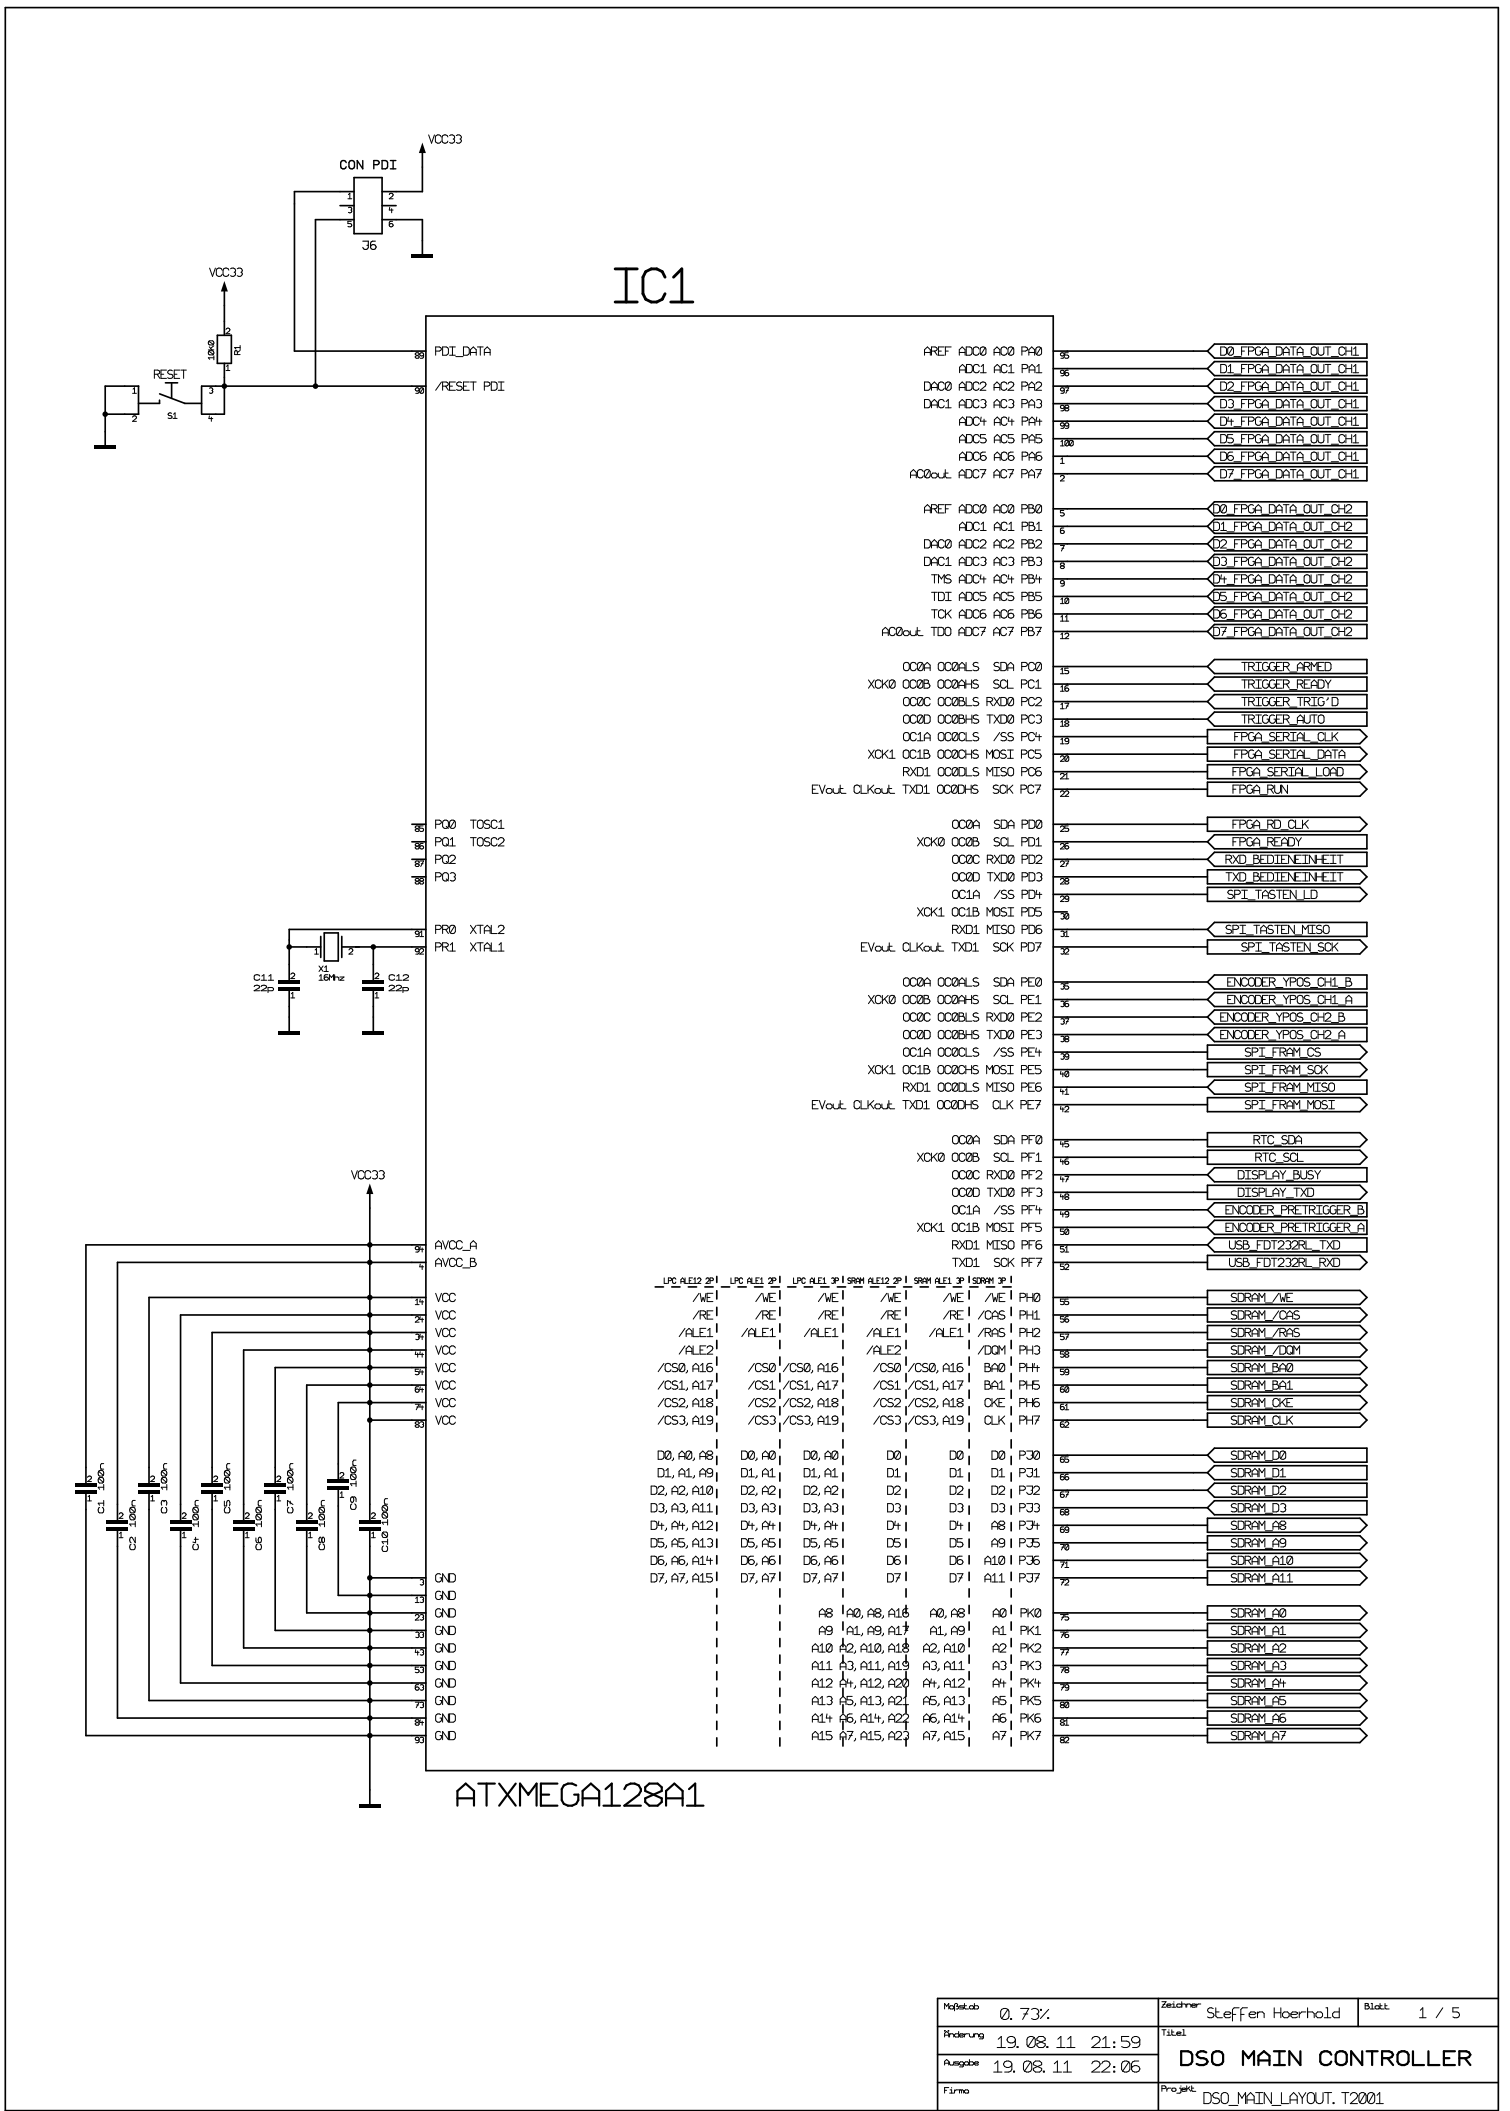 VCC33
CON PDI
1 2
3 4
5 6
J6
VCC33
IC1
2
10K0 R1
1
RESET
1 3
2 4
S1
89 PDI_DATA
90 /RESET PDI
AREF ADC0 AC0 PA0 95 D0_FPGA_DATA_OUT_CH1
ADC1 AC1 PA1 96 D1_FPGA_DATA_OUT_CH1
DAC0 ADC2 AC2 PA2 97 D2_FPGA_DATA_OUT_CH1
DAC1 ADC3 AC3 PA3 98 D3_FPGA_DATA_OUT_CH1
ADC4 AC4 PA4 99 D4_FPGA_DATA_OUT_CH1
ADC5 AC5 PA5 100 D5_FPGA_DATA_OUT_CH1
ADC6 AC6 PA6 1 D6_FPGA_DATA_OUT_CH1
AC0out ADC7 AC7 PA7 2 D7_FPGA_DATA_OUT_CH1
AREF ADC0 AC0 PB0 5 D0_FPGA_DATA_OUT_CH2
ADC1 AC1 PB1 6 D1_FPGA_DATA_OUT_CH2
DAC0 ADC2 AC2 PB2 7 D2_FPGA_DATA_OUT_CH2
DAC1 ADC3 AC3 PB3 8 D3_FPGA_DATA_OUT_CH2
TMS ADC4 AC4 PB4 9 D4_FPGA_DATA_OUT_CH2
TDI ADC5 AC5 PB5 10 D5_FPGA_DATA_OUT_CH2
TCK ADC6 AC6 PB6 11 D6_FPGA_DATA_OUT_CH2
AC0out TDO ADC7 AC7 PB7 12 D7_FPGA_DATA_OUT_CH2
OC0A OC0ALS SDA PC0 15 TRIGGER_ARMED
XCK0 OC0B OC0AHS SCL PC1 16 TRIGGER_READY
OC0C OC0BLS RXD0 PC2 17 TRIGGER_TRIG'D
OC0D OC0BHS TXD0 PC3 18 TRIGGER_AUTO
OC1A OC0CLS /SS PC4 19 FPGA_SERIAL_CLK
XCK1 OC1B OC0CHS MOSI PC5 20 FPGA_SERIAL_DATA
RXD1 OC0DLS MISO PC6 21 FPGA_SERIAL_LOAD
EVout CLKout TXD1 OC0DHS SCK PC7 22 FPGA_RUN
85 PQ0 TOSC1 OC0A SDA PD0 25 FPGA_RD_CLK
86 PQ1 TOSC2 XCK0 OC0B SCL PD1 26 FPGA_READY
87 PQ2 OC0C RXD0 PD2 27 RXD_BEDIENEINHEIT
88 PQ3 OC0D TXD0 PD3 28 TXD_BEDIENEINHEIT
OC1A /SS PD4 29 SPI_TASTEN_LD
XCK1 OC1B MOSI PD5 30
91 PR0 XTAL2 RXD1 MISO PD6 31 SPI_TASTEN_MISO
92 PR1 XTAL1 EVout CLKout TXD1 SCK PD7 32 SPI_TASTEN_SCK
1 2
X1
16Mhz
C11 2
22p 1
C12 2
22p 1
OC0A OC0ALS SDA PE0 35 ENCODER_YPOS_CH1_B
XCK0 OC0B OC0AHS SCL PE1 36 ENCODER_YPOS_CH1_A
OC0C OC0BLS RXD0 PE2 37 ENCODER_YPOS_CH2_B
OC0D OC0BHS TXD0 PE3 38 ENCODER_YPOS_CH2_A
OC1A OC0CLS /SS PE4 39 SPI_FRAM_CS
XCK1 OC1B OC0CHS MOSI PE5 40 SPI_FRAM_SCK
RXD1 OC0DLS MISO PE6 41 SPI_FRAM_MISO
EVout CLKout TXD1 OC0DHS CLK PE7 42 SPI_FRAM_MOSI
OC0A SDA PF0 45 RTC_SDA
XCK0 OC0B SCL PF1 46 RTC_SCL
VCC33 OC0C RXD0 PF2 47 DISPLAY_BUSY
OC0D TXD0 PF3 48 DISPLAY_TXD
OC1A /SS PF4 49 ENCODER_PRETRIGGER_B
XCK1 OC1B MOSI PF5 50 ENCODER_PRETRIGGER_A
94 AVCC_A RXD1 MISO PF6 51 USB_FDT232RL_TXD
4 AVCC_B TXD1 SCK PF7 52 USB_FDT232RL_RXD
LPC ALE12 2P LPC ALE1 2P LPC ALE1 3P SRAM ALE12 2P SRAM ALE1 3P SDRAM 3P
14 VCC /WE /WE /WE /WE /WE /WE PH0 55 SDRAM_/WE
24 VCC /RE /RE /RE /RE /RE /CAS PH1 56 SDRAM_/CAS
34 VCC /ALE1 /ALE1 /ALE1 /ALE1 /ALE1 /RAS PH2 57 SDRAM_/RAS
44 VCC /ALE2 /ALE2 /DQM PH3 58 SDRAM_/DQM
54 VCC /CS0, A16 /CS0 /CS0, A16 /CS0 /CS0, A16 BA0 PH4 59 SDRAM_BA0
64 VCC /CS1, A17 /CS1 /CS1, A17 /CS1 /CS1, A17 BA1 PH5 60 SDRAM_BA1
74 VCC /CS2, A18 /CS2 /CS2, A18 /CS2 /CS2, A18 CKE PH6 61 SDRAM_CKE
83 VCC /CS3, A19 /CS3 /CS3, A19 /CS3 /CS3, A19 CLK PH7 62 SDRAM_CLK
D0, A0, A8 D0, A0 D0, A0 D0 D0 D0 PJ0 65 SDRAM_D0
D1, A1, A9 D1, A1 D1, A1 D1 D1 D1 PJ1 66 SDRAM_D1
D2, A2, A10 D2, A2 D2, A2 D2 D2 D2 PJ2 67 SDRAM_D2
D3, A3, A11 D3, A3 D3, A3 D3 D3 D3 PJ3 68 SDRAM_D3
D4, A4, A12 D4, A4 D4, A4 D4 D4 A8 PJ4 69 SDRAM_A8
D5, A5, A13 D5, A5 D5, A5 D5 D5 A9 PJ5 70 SDRAM_A9
D6, A6, A14 D6, A6 D6, A6 D6 D6 A10 PJ6 71 SDRAM_A10
D7, A7, A15 D7, A7 D7, A7 D7 D7 A11 PJ7 72 SDRAM_A11
2 1 C1 100n
2 1 C2 100n
2 1 C3 100n
2 1 C4 100n
2 1 C5 100n
2 1 C6 100n
2 1 C7 100n
2 1 C8 100n
2 1 C9 100n
2 1 C10 100n
3 GND
13 GND
23 GND A8 A0, A8, A16 A0, A8 A0 PK0 75 SDRAM_A0
33 GND A9 A1, A9, A17 A1, A9 A1 PK1 76 SDRAM_A1
43 GND A10 A2, A10, A18 A2, A10 A2 PK2 77 SDRAM_A2
53 GND A11 A3, A11, A19 A3, A11 A3 PK3 78 SDRAM_A3
63 GND A12 A4, A12, A20 A4, A12 A4 PK4 79 SDRAM_A4
73 GND A13 A5, A13, A21 A5, A13 A5 PK5 80 SDRAM_A5
84 GND A14 A6, A14, A22 A6, A14 A6 PK6 81 SDRAM_A6
93 GND A15 A7, A15, A23 A7, A15 A7 PK7 82 SDRAM_A7
ATXMEGA128A1
Maßstab 0.73% Zeichner Steffen Hoerhold Blatt 1 / 5
Änderung 19.08.11 21:59 Titel
DSO MAIN CONTROLLER
Ausgabe 19.08.11 22:06
Firma Projekt DSO_MAIN_LAYOUT.T2001